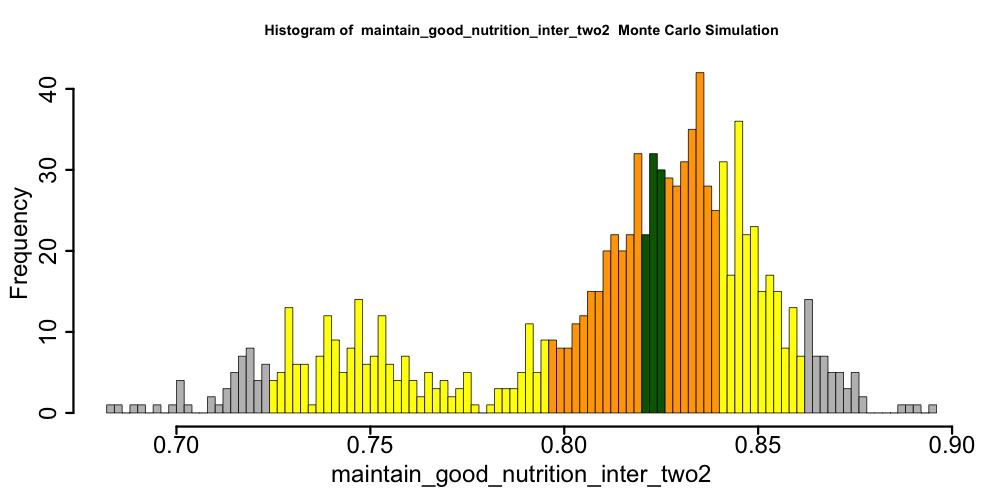 Histogram of  maintain_good_nutrition_inter_two2  Monte Carlo Simulation
Frequency
40
30
20
10
0
0.70 0.75 0.80 0.85 0.90
maintain_good_nutrition_inter_two2